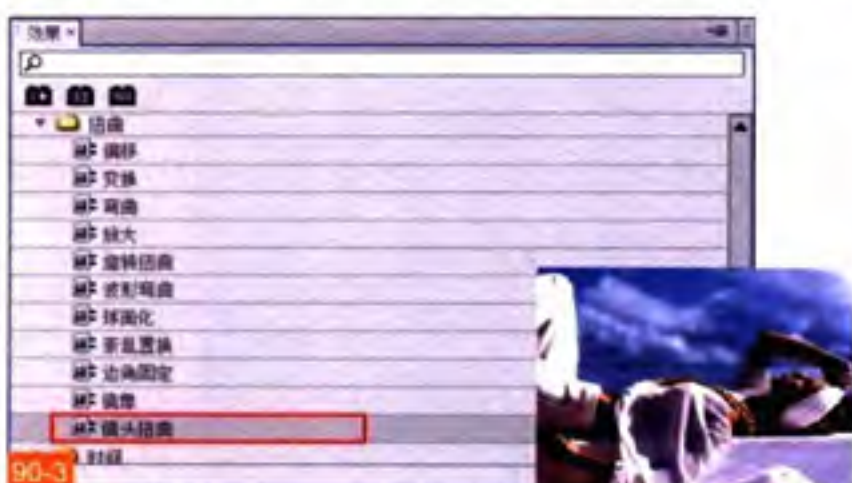 效果 ×
扭曲
偏移
变换
弯曲
放大
旋转扭曲
波形弯曲
球面化
紊乱置换
边角固定
镜像
镜头扭曲
时间
90-3